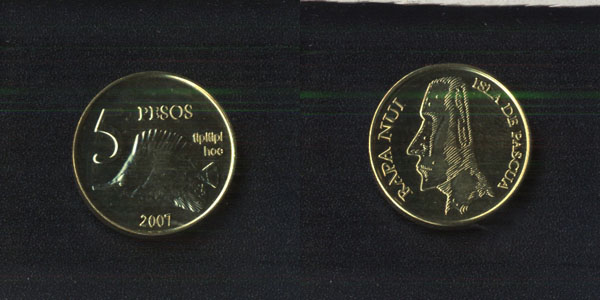 5 PESOS
tipitipi
hoe
2007
RAPA NUI
ISLA DE PASCUA